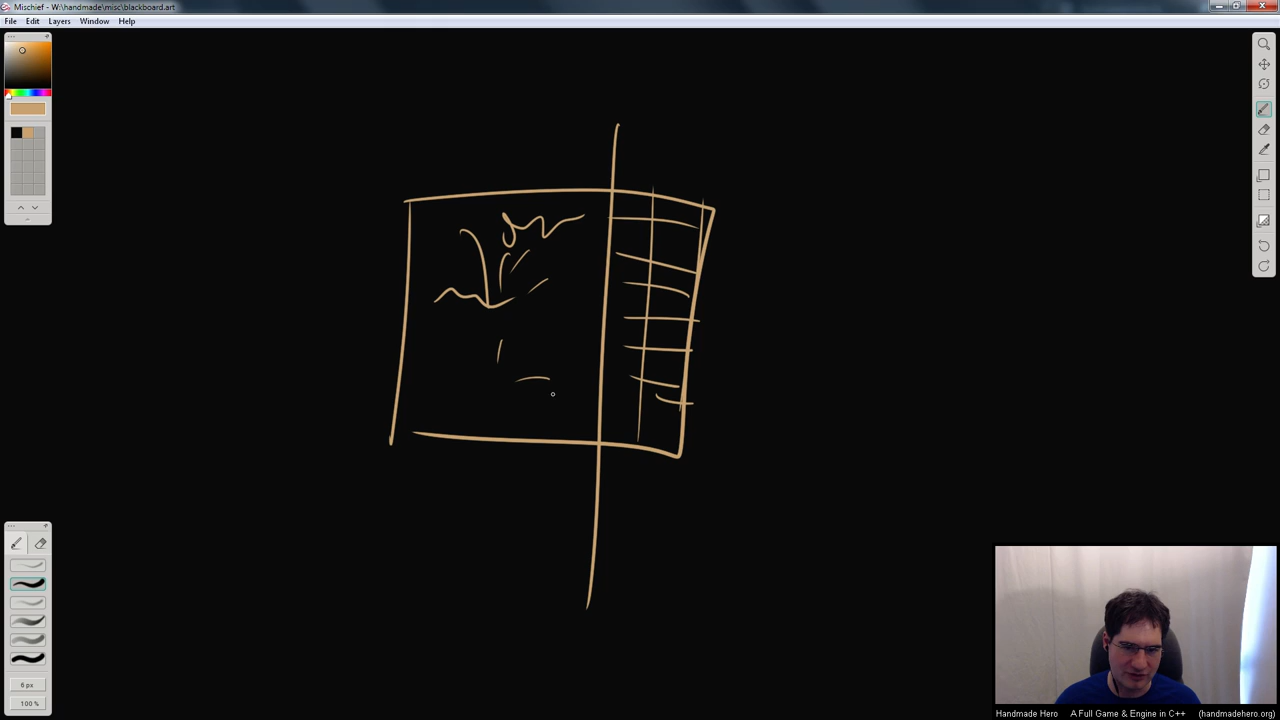 Mischief - W:\handmade\misc\blackboard.art
File Edit Layers Window Help
6 px
100 %
Handmade Hero A Full Game & Engine in C++ (handmadehero.org)